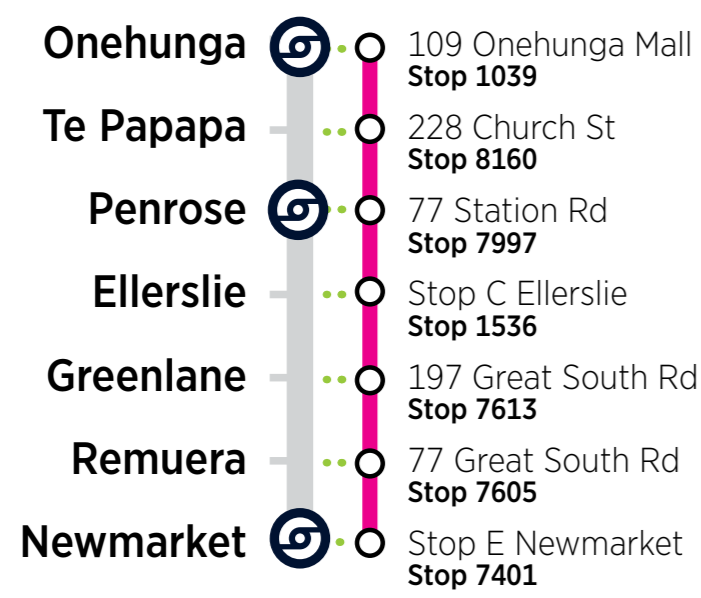 Onehunga
109 Onehunga Mall
Stop 1039
Te Papapa
228 Church St
Stop 8160
Penrose
77 Station Rd
Stop 7997
Ellerslie
Stop C Ellerslie
Stop 1536
Greenlane
197 Great South Rd
Stop 7613
Remuera
77 Great South Rd
Stop 7605
Newmarket
Stop E Newmarket
Stop 7401